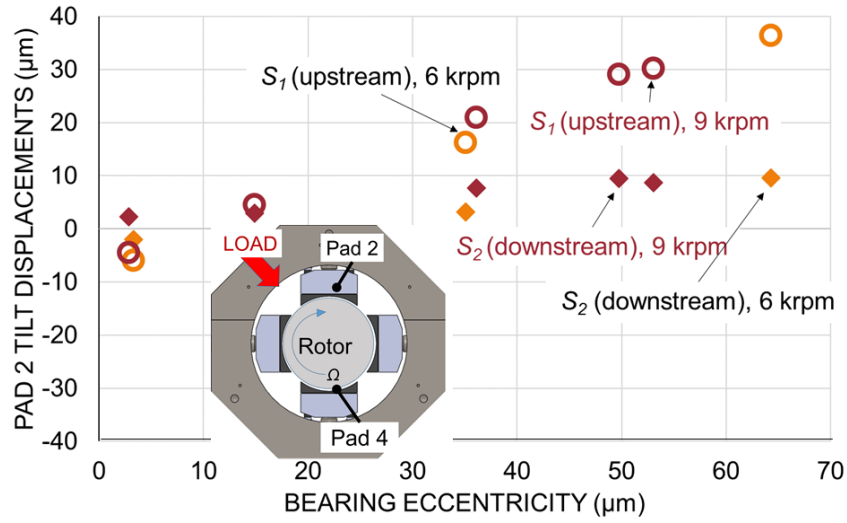 PAD 2 TILT DISPLACEMENTS (µm)
40
30
20
10
0
-10
-20
-30
-40
S1 (upstream), 6 krpm
S1 (upstream), 9 krpm
S2 (downstream), 9 krpm
S2 (downstream), 6 krpm
LOAD
Pad 2
Rotor
Ω
Pad 4
0 10 20 30 40 50 60 70
BEARING ECCENTRICITY (µm)